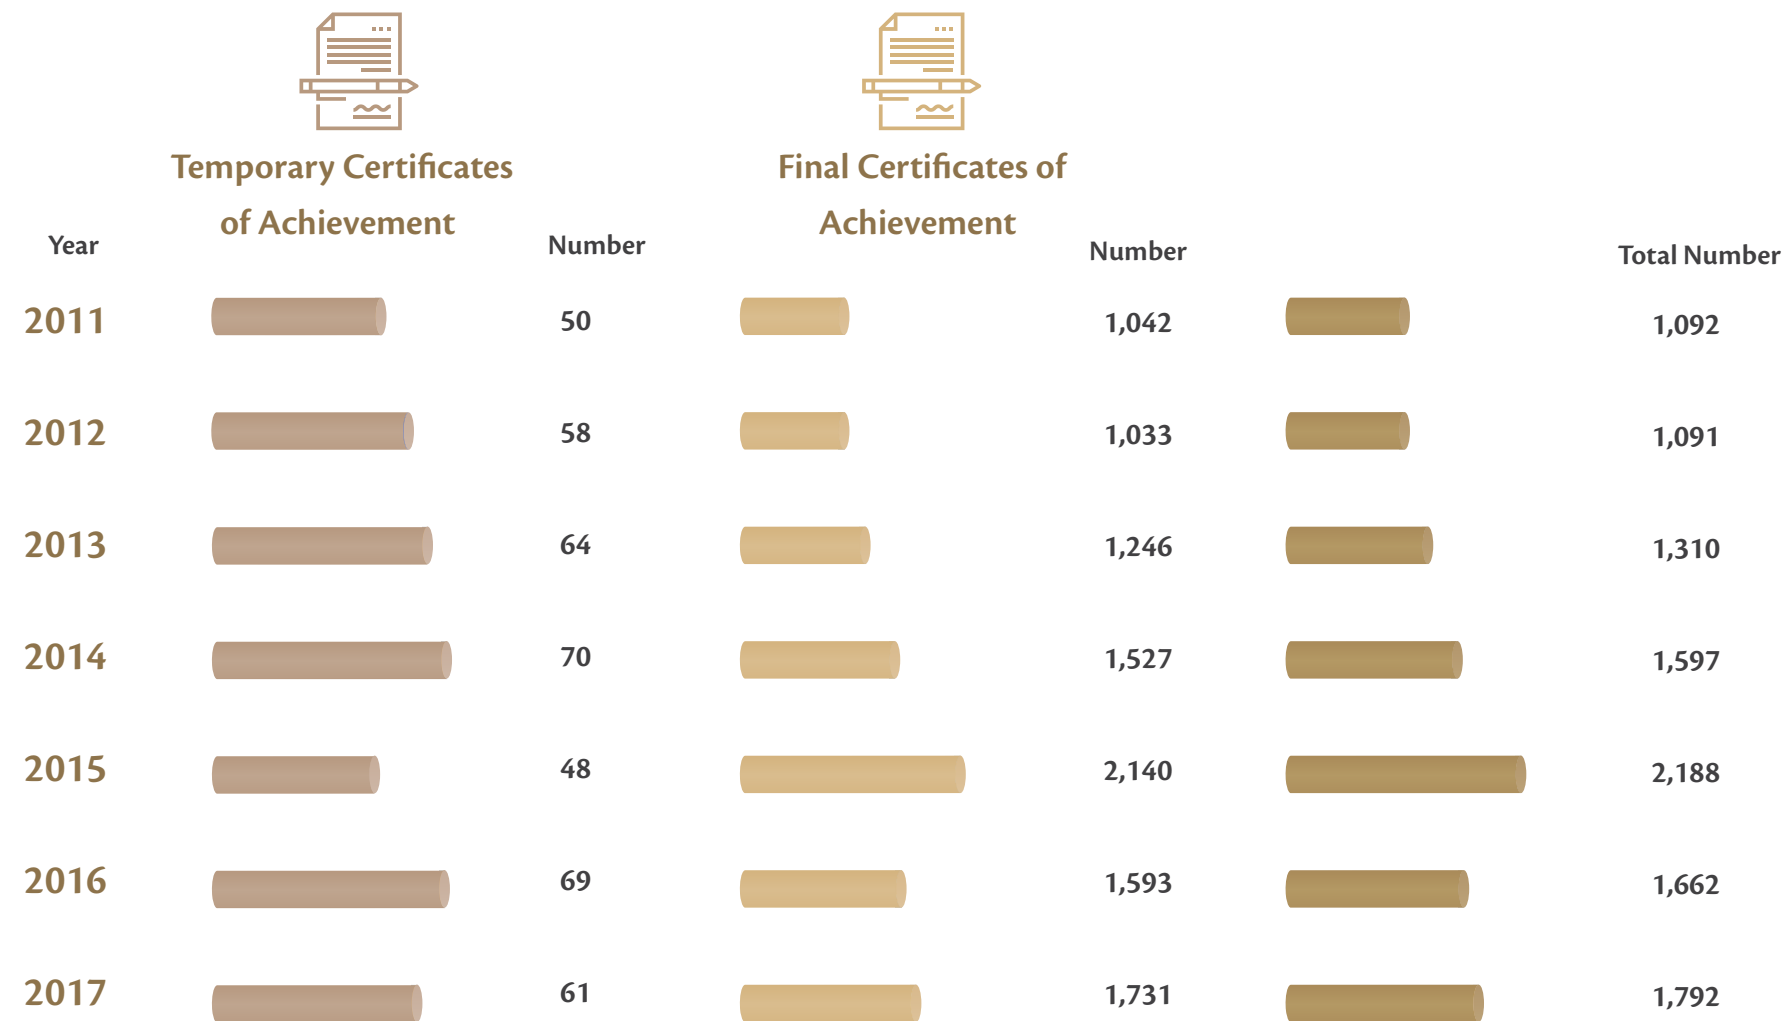 Temporary Certificates
of Achievement
Final Certificates of
Achievement
Year
Number
Number
Total Number
2011 50 1,042 1,092
2012 58 1,033 1,091
2013 64 1,246 1,310
2014 70 1,527 1,597
2015 48 2,140 2,188
2016 69 1,593 1,662
2017 61 1,731 1,792